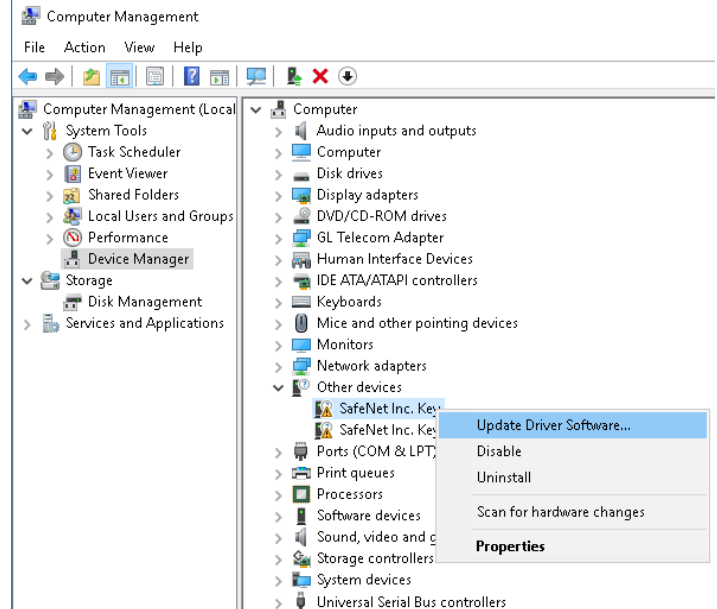 Computer Management
File Action View Help
Computer Management (Local
System Tools
Task Scheduler
Event Viewer
Shared Folders
Local Users and Groups
Performance
Device Manager
Storage
Disk Management
Services and Applications
Computer
Audio inputs and outputs
Computer
Disk drives
Display adapters
DVD/CD-ROM drives
GL Telecom Adapter
Human Interface Devices
IDE ATA/ATAPI controllers
Keyboards
Mice and other pointing devices
Monitors
Network adapters
Other devices
SafeNet Inc. Key
SafeNet Inc. Key
Ports (COM & LPT)
Print queues
Processors
Software devices
Sound, video and g
Storage controllers
System devices
Universal Serial Bus controllers
Update Driver Software...
Disable
Uninstall
Scan for hardware changes
Properties